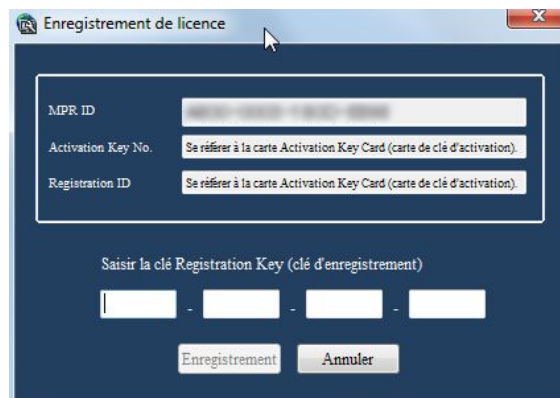 Enregistrement de licence
MPR ID
Activation Key No. Se référer à la carte Activation Key Card (carte de clé d'activation).
Registration ID Se référer à la carte Activation Key Card (carte de clé d'activation).
Saisir la clé Registration Key (clé d'enregistrement)
- - -
Enregistrement Annuler